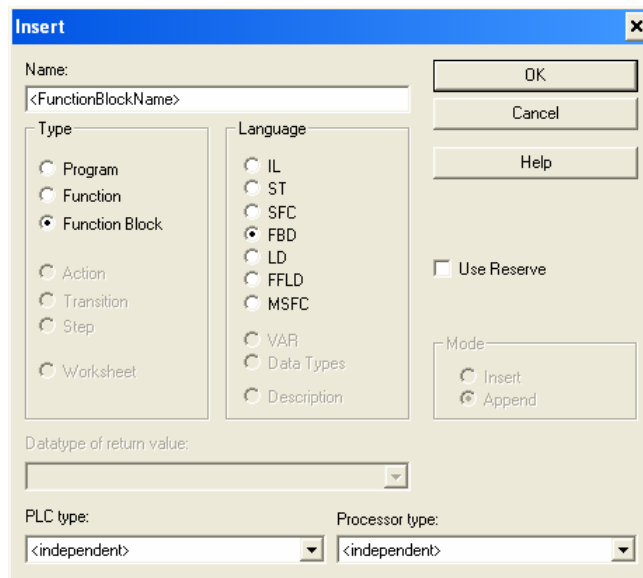 Insert
Name:
<FunctionBlockName>
OK
Cancel
Help
Type
Program
Function
Function Block
Action
Transition
Step
Worksheet
Language
IL
ST
SFC
FBD
LD
FFLD
MSFC
VAR
Data Types
Description
Use Reserve
Mode
Insert
Append
Datatype of return value:
PLC type:
<independent>
Processor type:
<independent>